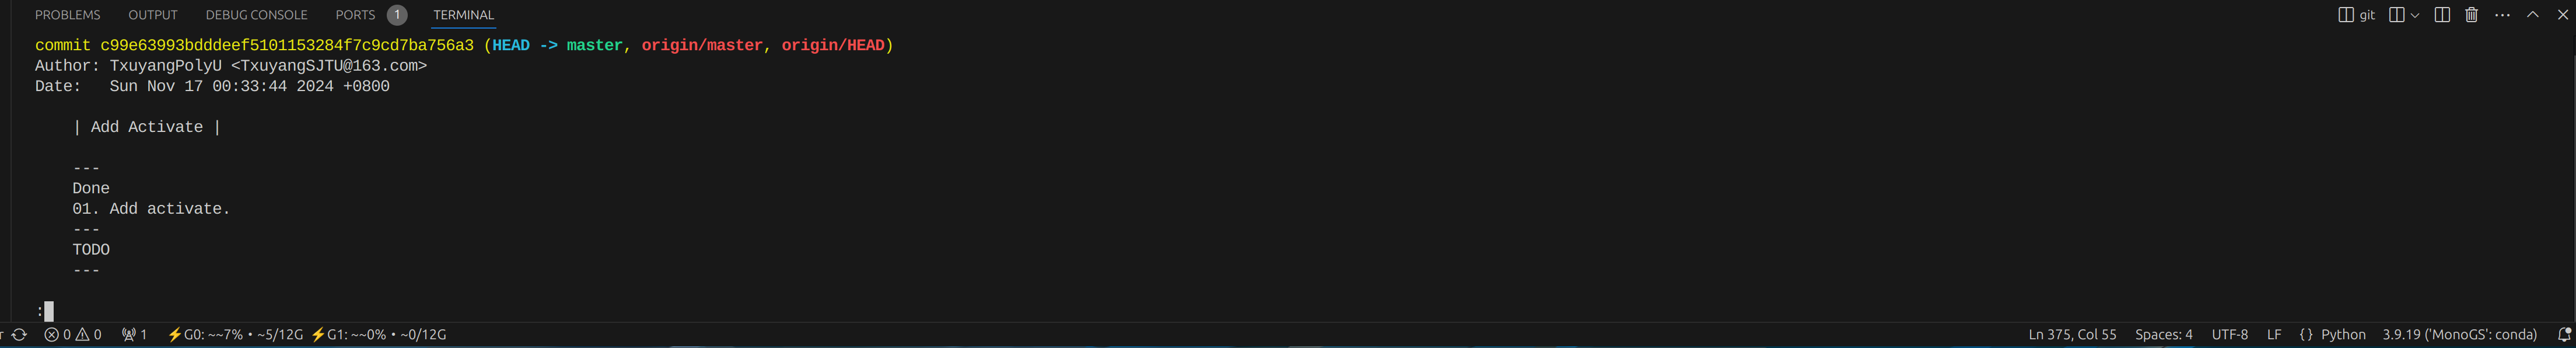 PROBLEMS OUTPUT DEBUG CONSOLE PORTS 1 TERMINAL git
commit c99e63993bdddeef5101153284f7c9cd7ba756a3 (HEAD -> master, origin/master, origin/HEAD)
Author: TxuyangPolyU <TxuyangSJTU@163.com>
Date:   Sun Nov 17 00:33:44 2024 +0800
| Add Activate |
---
Done
01. Add activate.
---
TODO
---
:
r 0 0 1 ⚡G0: ~~7% • ~5/12G ⚡G1: ~~0% • ~0/12G Ln 375, Col 55 Spaces: 4 UTF-8 LF {} Python 3.9.19 ('MonoGS': conda)